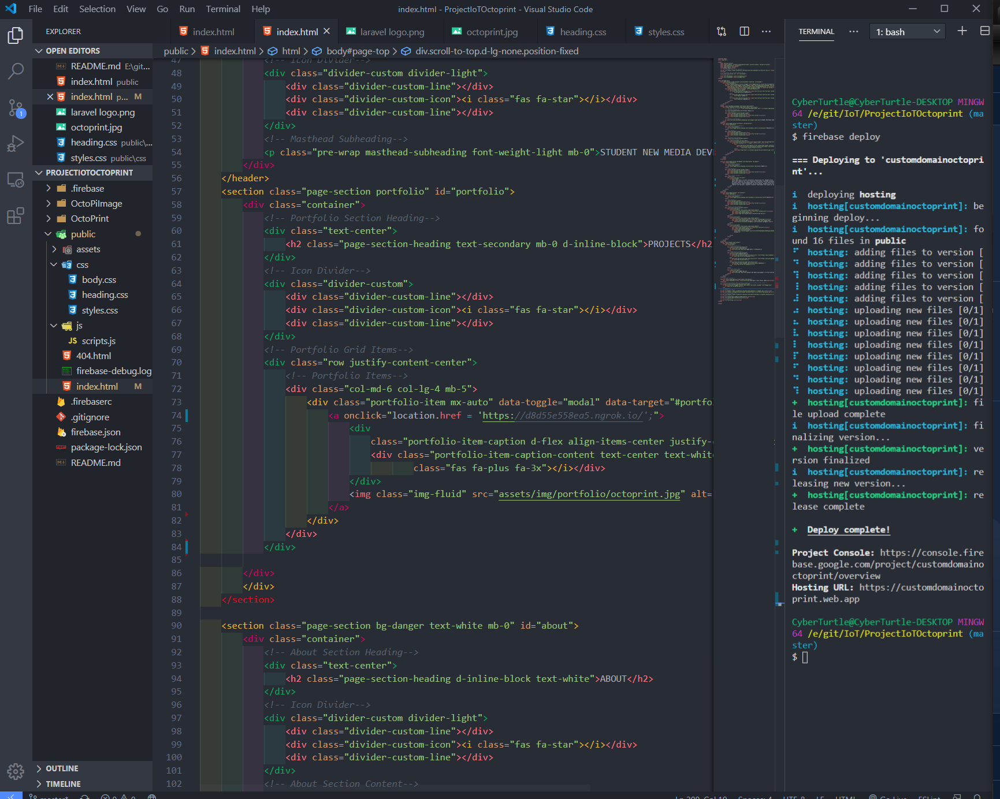 File Edit Selection View Go Run Terminal Help
index.html - ProjectIoTOctoprint - Visual Studio Code
EXPLORER
OPEN EDITORS
README.md E:\git...
index.html public
index.html p... M
laravel logo.png
octoprint.jpg
heading.css public\...
styles.css public\css
PROJECTIOTOCTOPRINT
.firebase
OctoPiImage
OctoPrint
public
assets
css
body.css
heading.css
styles.css
js
JS scripts.js
404.html
firebase-debug.log
index.html M
.firebaserc
.gitignore
firebase.json
package-lock.json
README.md
OUTLINE
TIMELINE
1
index.html index.html laravel logo.png octoprint.jpg heading.css styles.css
public > index.html > html > body#page-top > div.scroll-to-top.d-lg-none.position-fixed
47 <!-- Icon Divider-->
48 <div class="divider-custom divider-light">
49 <div class="divider-custom-line"></div>
50 <div class="divider-custom-icon"><i class="fas fa-star"></i></div>
51 <div class="divider-custom-line"></div>
52 </div>
53 <!-- Masthead Subheading-->
54 <p class="pre-wrap masthead-subheading font-weight-light mb-0">STUDENT NEW MEDIA DEV
55 </div>
56 </header>
57 <section class="page-section portfolio" id="portfolio">
58 <div class="container">
59 <!-- Portfolio Section Heading-->
60 <div class="text-center">
61 <h2 class="page-section-heading text-secondary mb-0 d-inline-block">PROJECTS</h2
62 </div>
63 <!-- Icon Divider-->
64 <div class="divider-custom">
65 <div class="divider-custom-line"></div>
66 <div class="divider-custom-icon"><i class="fas fa-star"></i></div>
67 <div class="divider-custom-line"></div>
68 </div>
69 <!-- Portfolio Grid Items-->
70 <div class="row justify-content-center">
71 <!-- Portfolio Items-->
72 <div class="col-md-6 col-lg-4 mb-5">
73 <div class="portfolio-item mx-auto" data-toggle="modal" data-target="#portfo
74 <a onclick="location.href = 'https://d8d55e558ea5.ngrok.io/';">
75 <div
76 class="portfolio-item-caption d-flex align-items-center justify-
77 <div class="portfolio-item-caption-content text-center text-white
78 class="fas fa-plus fa-3x"></i></div>
79 </div>
80 <img class="img-fluid" src="assets/img/portfolio/octoprint.jpg" alt=
81 </a>
82 </div>
83 </div>
84 </div>
85
86 </div>
87 </div>
88 </section>
89
90 <section class="page-section bg-danger text-white mb-0" id="about">
91 <div class="container">
92 <!-- About Section Heading-->
93 <div class="text-center">
94 <h2 class="page-section-heading d-inline-block text-white">ABOUT</h2>
95 </div>
96 <!-- Icon Divider-->
97 <div class="divider-custom divider-light">
98 <div class="divider-custom-line"></div>
99 <div class="divider-custom-icon"><i class="fas fa-star"></i></div>
100 <div class="divider-custom-line"></div>
101 </div>
102 <!-- About Section Content-->
TERMINAL ... 1: bash
CyberTurtle@CyberTurtle-DESKTOP MINGW
64 /e/git/IoT/ProjectIoTOctoprint (ma
ster)
$ firebase deploy
=== Deploying to 'customdomainoctopri
nt'...
i deploying hosting
i hosting[customdomainoctoprint]: be
ginning deploy...
i hosting[customdomainoctoprint]: fo
und 16 files in public
hosting: adding files to version [
hosting: adding files to version [
hosting: adding files to version [
hosting: adding files to version [
hosting: adding files to version [
hosting: uploading new files [0/1]
hosting: uploading new files [0/1]
hosting: uploading new files [0/1]
hosting: uploading new files [0/1]
hosting: uploading new files [0/1]
hosting: uploading new files [0/1]
hosting: uploading new files [0/1]
hosting: uploading new files [0/1]
+ hosting[customdomainoctoprint]: fi
le upload complete
i hosting[customdomainoctoprint]: fi
nalizing version...
+ hosting[customdomainoctoprint]: ve
rsion finalized
i hosting[customdomainoctoprint]: re
leasing new version...
+ hosting[customdomainoctoprint]: re
lease complete
+ Deploy complete!
Project Console: https://console.fire
base.google.com/project/customdomaino
ctoprint/overview
Hosting URL: https://customdomainocto
print.web.app
CyberTurtle@CyberTurtle-DESKTOP MINGW
64 /e/git/IoT/ProjectIoTOctoprint (ma
ster)
$